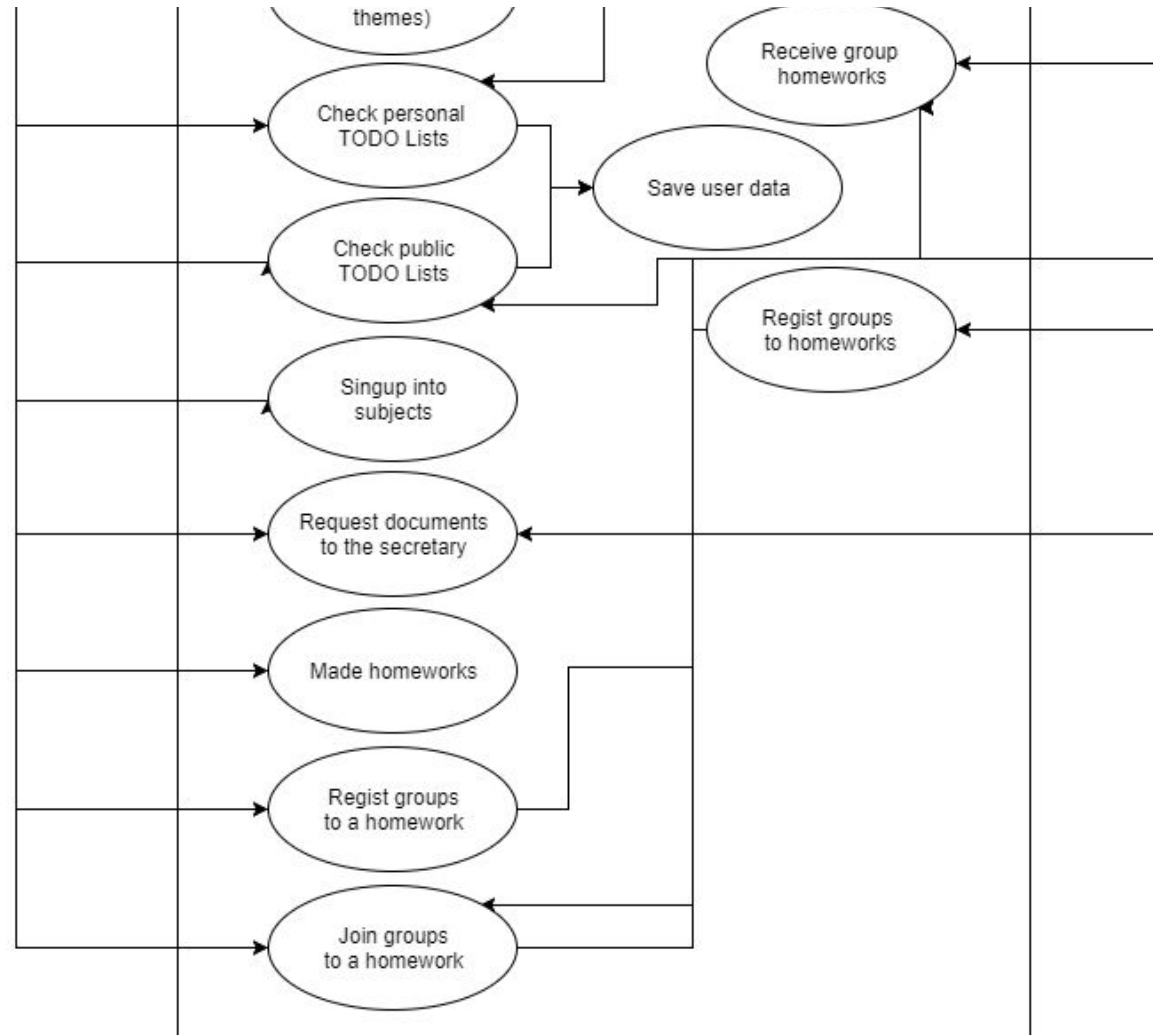 themes)
Receive group
homeworks
Check personal
TODO Lists
Save user data
Check public
TODO Lists
Regist groups
to homeworks
Singup into
subjects
Request documents
to the secretary
Made homeworks
Regist groups
to a homework
Join groups
to a homework